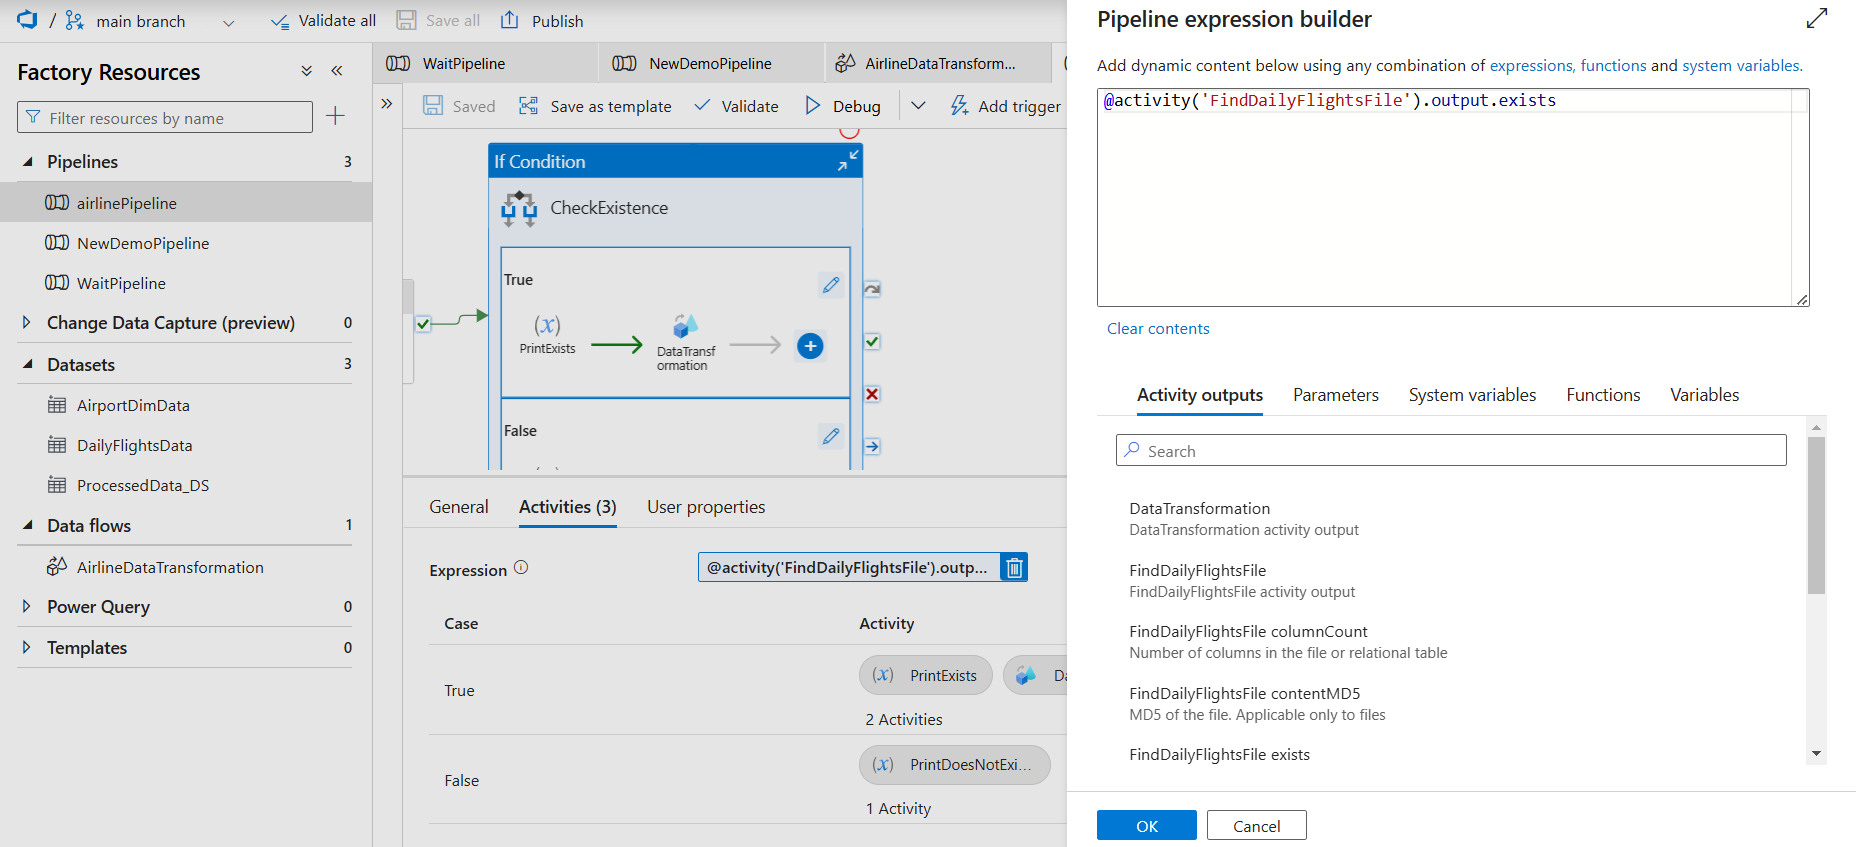 / main branch Validate all Save all Publish
Factory Resources
Filter resources by name
Pipelines 3
airlinePipeline
NewDemoPipeline
WaitPipeline
Change Data Capture (preview) 0
Datasets 3
AirportDimData
DailyFlightsData
ProcessedData_DS
Data flows 1
AirlineDataTransformation
Power Query 0
Templates 0
WaitPipeline NewDemoPipeline AirlineDataTransform...
Saved Save as template Validate Debug Add trigger
If Condition
CheckExistence
True
(x)
PrintExists
DataTransf
ormation
False
General Activities (3) User properties
Expression @activity('FindDailyFlightsFile').outp...
Case Activity
True (x) PrintExists
2 Activities
False (x) PrintDoesNotExi...
1 Activity
Pipeline expression builder
Add dynamic content below using any combination of expressions, functions and system variables.
@activity('FindDailyFlightsFile').output.exists
Clear contents
Activity outputs Parameters System variables Functions Variables
Search
DataTransformation
DataTransformation activity output
FindDailyFlightsFile
FindDailyFlightsFile activity output
FindDailyFlightsFile columnCount
Number of columns in the file or relational table
FindDailyFlightsFile contentMD5
MD5 of the file. Applicable only to files
FindDailyFlightsFile exists
OK Cancel